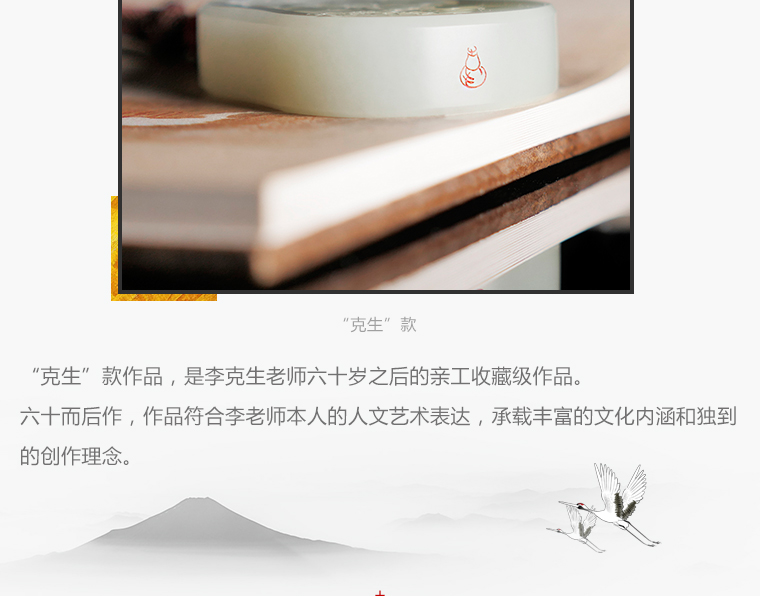 “克生”款
“克生”款作品，是李克生老师六十岁之后的亲工收藏级作品。
六十而后作，作品符合李老师本人的人文艺术表达，承载丰富的文化内涵和独到
的创作理念。